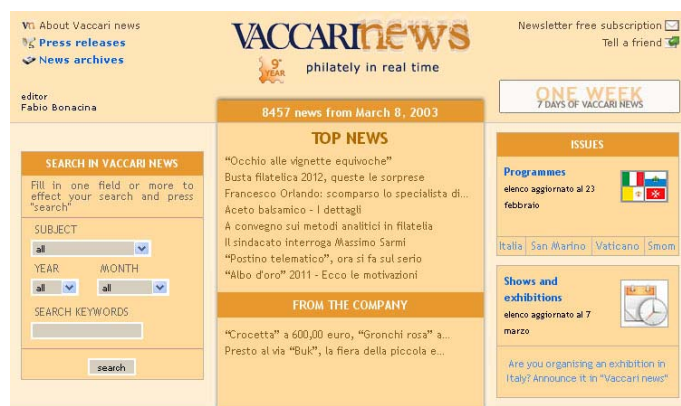 Vn About Vaccari news
Press releases
News archives
editor
Fabio Bonacina
VACCARI news
9° YEAR
philately in real time
Newsletter free subscription
Tell a friend
ONE WEEK
7 DAYS OF VACCARI NEWS
8457 news from March 8, 2003
SEARCH IN VACCARI NEWS
Fill in one field or more to
effect your search and press
"search"
SUBJECT
all
YEAR MONTH
all all
SEARCH KEYWORDS
search
TOP NEWS
"Occhio alle vignette equivoche"
Busta filatelica 2012, queste le sorprese
Francesco Orlando: scomparso lo specialista di...
Aceto balsamico - I dettagli
A convegno sui metodi analitici in filatelia
Il sindacato interroga Massimo Sarmi
"Postino telematico", ora si fa sul serio
"Albo d'oro" 2011 - Ecco le motivazioni
FROM THE COMPANY
"Crocetta" a 600,00 euro, "Gronchi rosa" a...
Presto al via "Buk", la fiera della piccola e...
ISSUES
Programmes
elenco aggiornato al 23
febbraio
Italia San Marino Vaticano Smom
Shows and
exhibitions
elenco aggiornato al 7
marzo
Are you organising an exhibition in
Italy? Announce it in "Vaccari news"